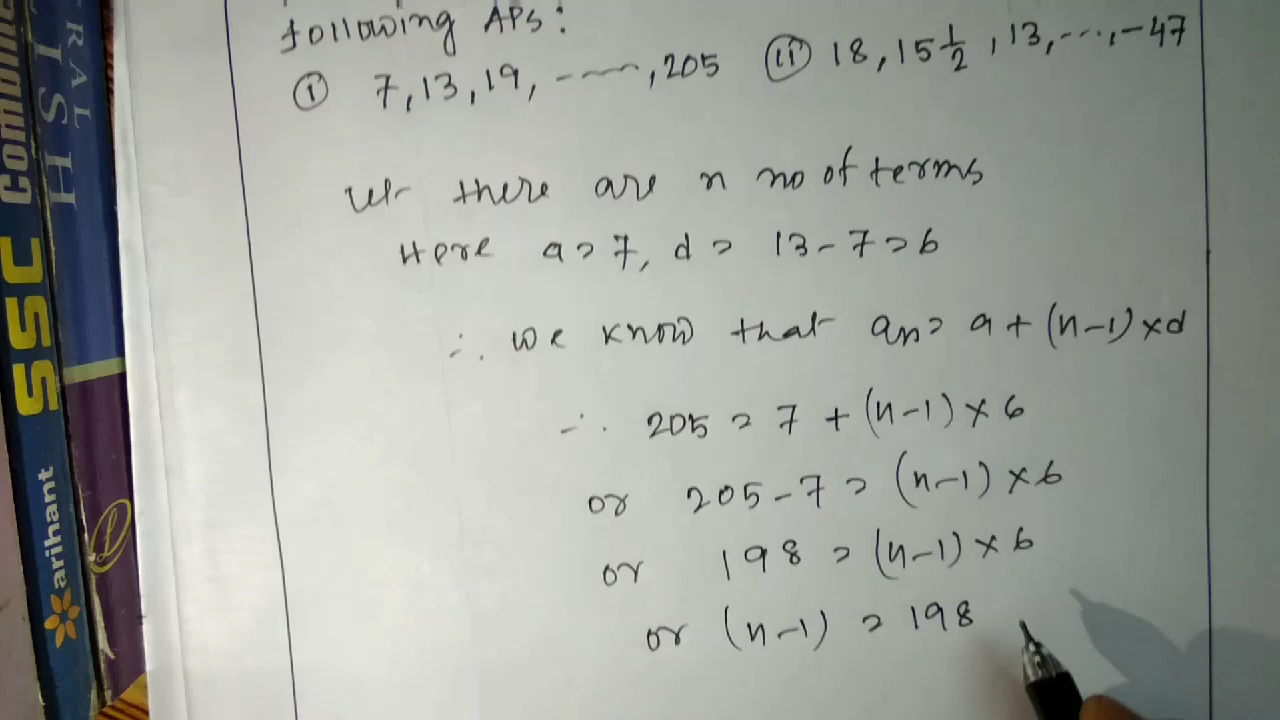 following APs:
(i) 7, 13, 19, ----, 205 (ii) 18, 15 1/2, 13, ---, -47
Let there are n no of terms
Here a = 7, d = 13 - 7 = 6
∴ we know that an = a + (n-1) × d
∴ 205 = 7 + (n-1) × 6
or 205 - 7 = (n-1) × 6
or 198 = (n-1) × 6
or (n-1) = 198
SSC
arihant